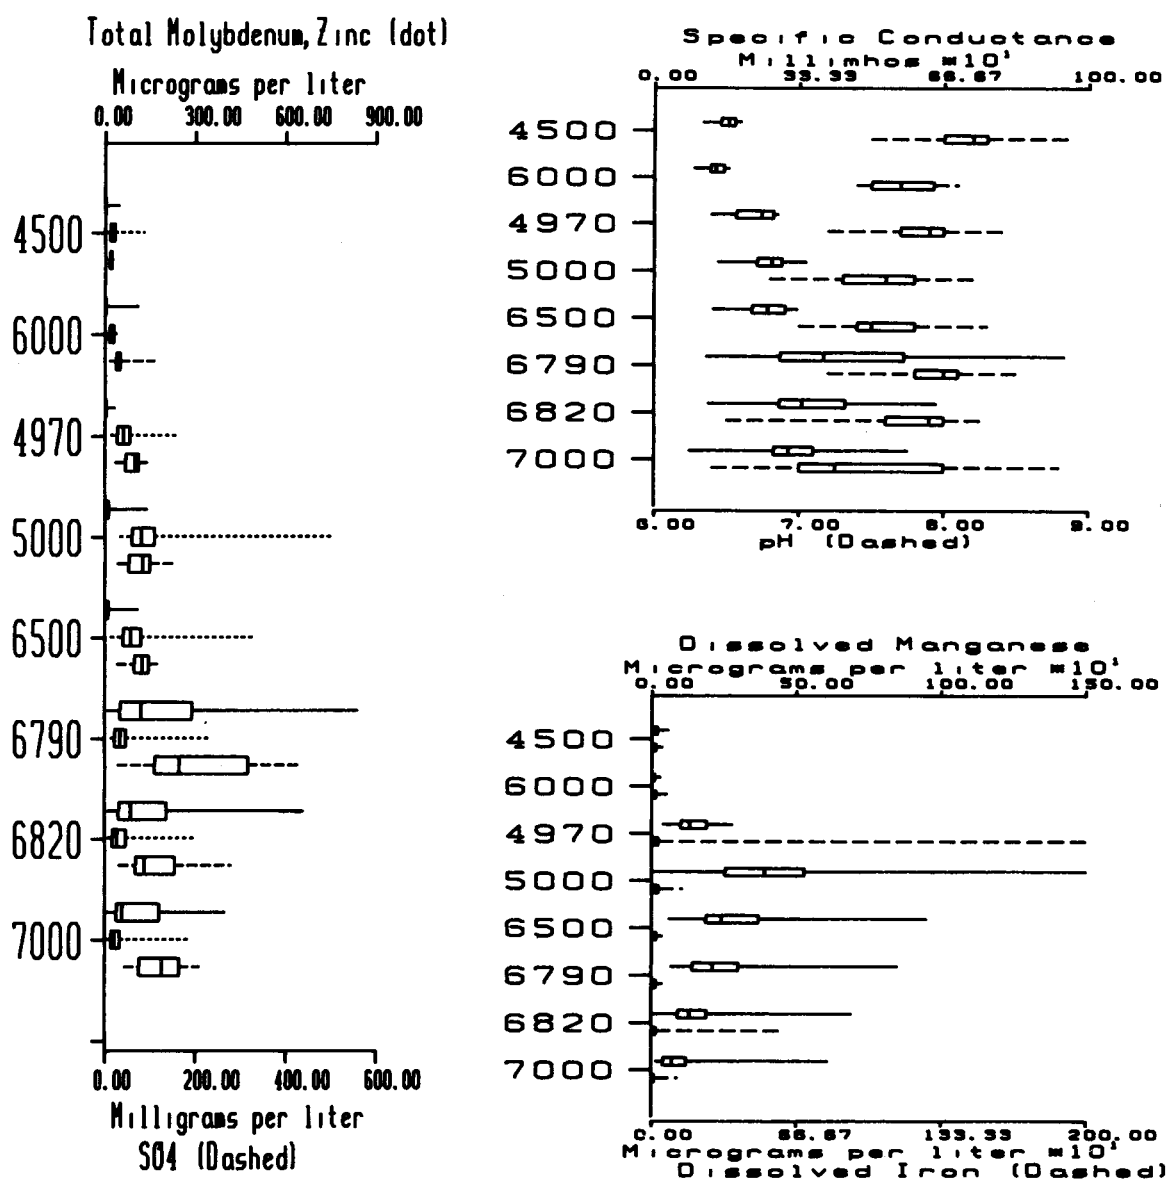 Total Molybdenum, Zinc (dot)
Micrograms per liter
0.00 300.00 600.00 900.00
4500
6000
4970
5000
6500
6790
6820
7000
0.00 200.00 400.00 600.00
Milligrams per liter
SO4 (Dashed)
Specific Conductance
Millimhos *10¹
0.00 33.33 66.67 100.00
4500
6000
4970
5000
6500
6790
6820
7000
6.00 7.00 8.00 9.00
pH (Dashed)
Dissolved Manganese
Micrograms per liter *10¹
0.00 50.00 100.00 150.00
4500
6000
4970
5000
6500
6790
6820
7000
0.00 66.67 133.33 200.00
Micrograms per liter *10¹
Dissolved Iron (Dashed)